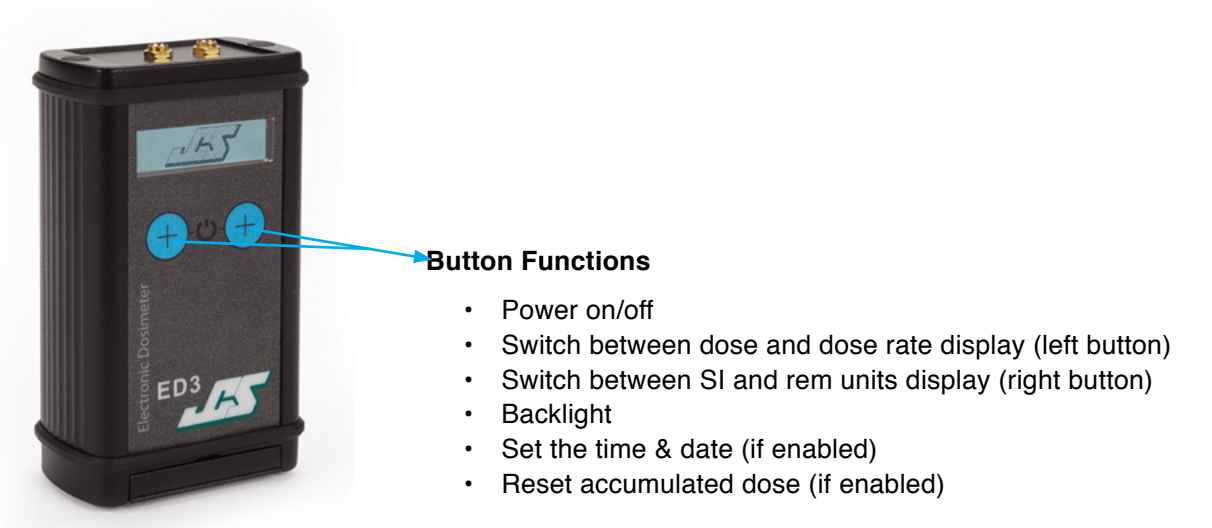 JCS
Electronic Dosimeter
ED3
JCS
Button Functions
• Power on/off
• Switch between dose and dose rate display (left button)
• Switch between SI and rem units display (right button)
• Backlight
• Set the time & date (if enabled)
• Reset accumulated dose (if enabled)